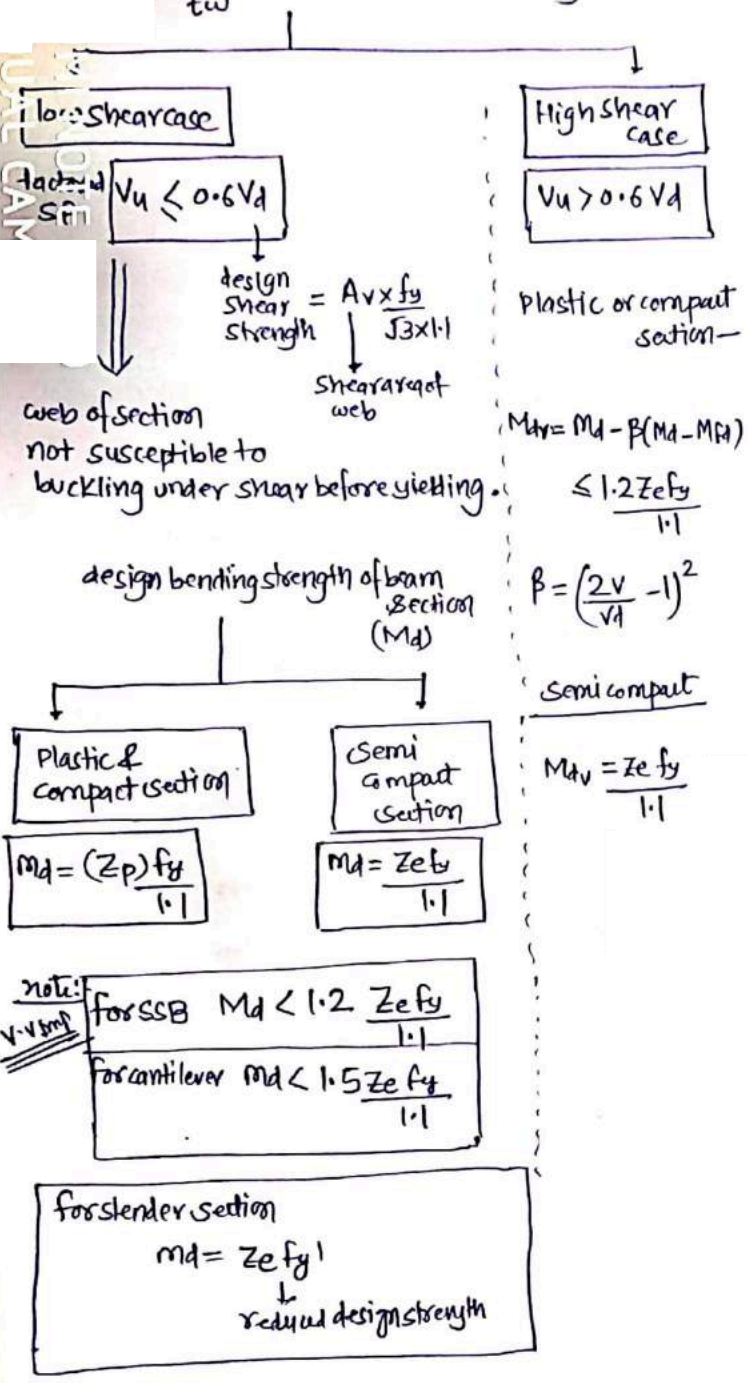 tw
low shear case
factored
SF
Vu ≤ 0.6Vd
design
shear
strength = Av x fy / √3x1.1
Shear area of
web
web of section
not susceptible to
buckling under shear before yielding.
High shear
case
Vu > 0.6 Vd
Plastic or compact
section—
Mdv = Md - β(Md - Mfd)
≤ 1.2 Ze fy / 1.1
β = (2V / Vd - 1)²
Semi compact
Mdv = Ze fy / 1.1
design bending strength of beam
section
(Md)
Plastic &
compact section
Md = (Zp) fy / 1.1
Semi
compact
section
Md = Ze fy / 1.1
note:
V.V Imp
for SSB Md < 1.2 Ze fy / 1.1
For cantilever Md < 1.5 Ze fy / 1.1
for slender section
Md = Ze fy'
reduced design strength